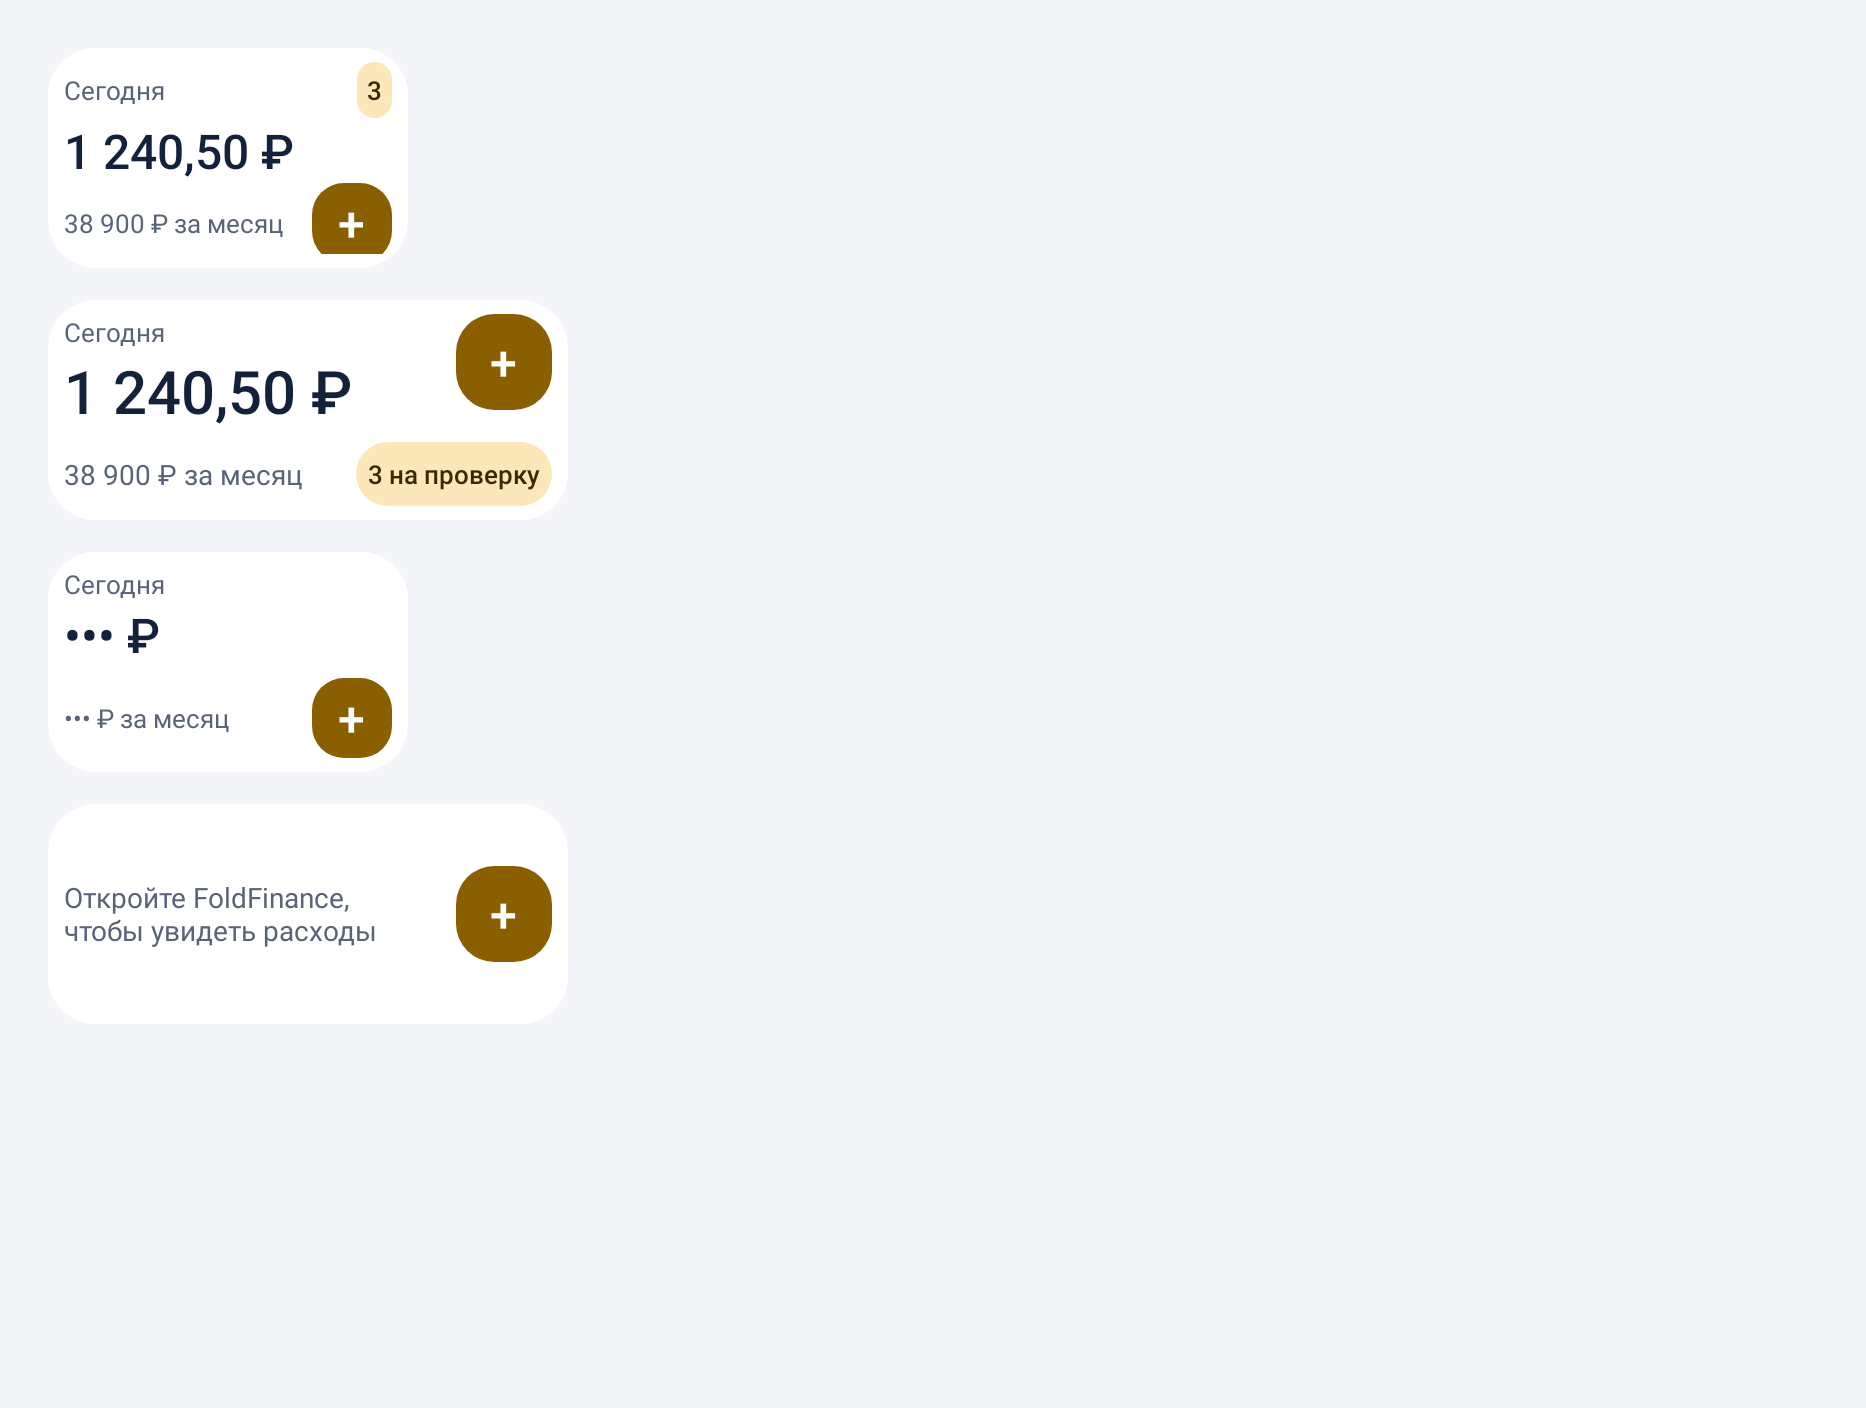 Сегодня 3
1 240,50 ₽
38 900 ₽ за месяц +
Сегодня
+
1 240,50 ₽
38 900 ₽ за месяц 3 на проверку
Сегодня
••• ₽
••• ₽ за месяц +
Откройте FoldFinance,
чтобы увидеть расходы
+